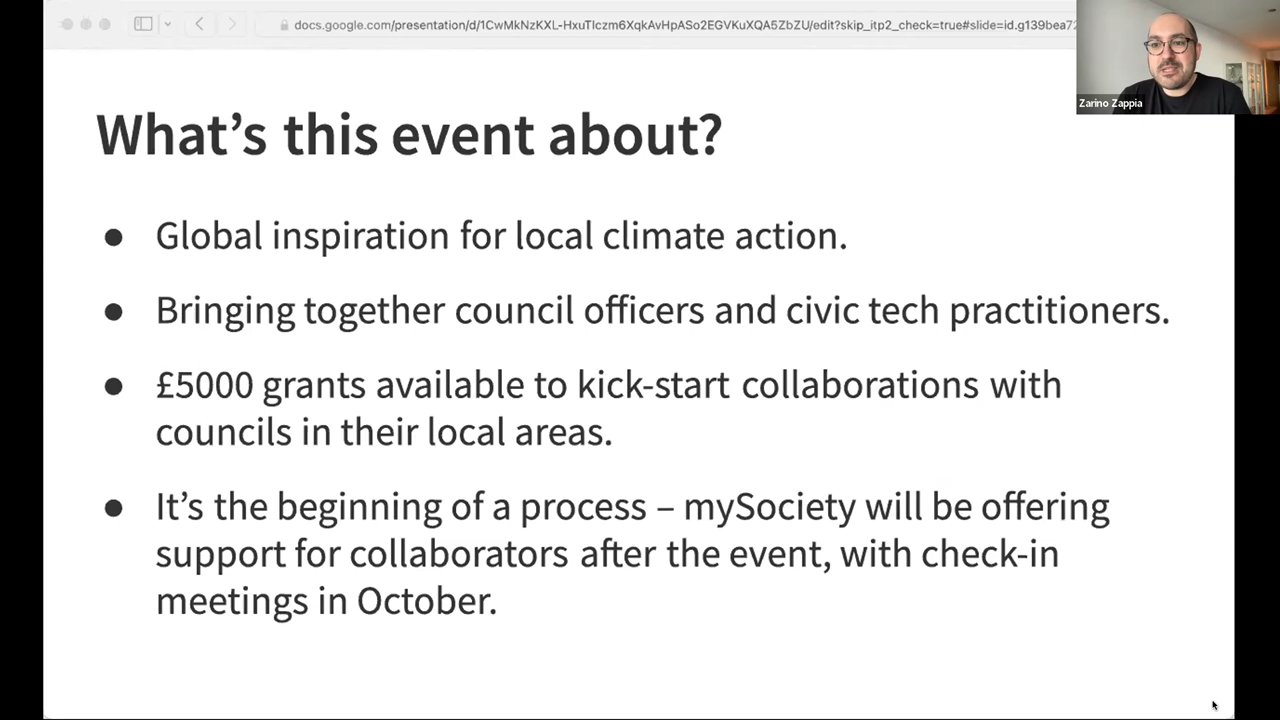 docs.google.com/presentation/d/1CwMkNzKXL-HxuTlczm6XqkAvHpASo2EGVKuXQA5ZbZU/edit?skip_itp2_check=true#slide=id.g139bea72
Zarino Zappia
What’s this event about?
● Global inspiration for local climate action.
● Bringing together council officers and civic tech practitioners.
● £5000 grants available to kick-start collaborations with
councils in their local areas.
● It’s the beginning of a process – mySociety will be offering
support for collaborators after the event, with check-in
meetings in October.